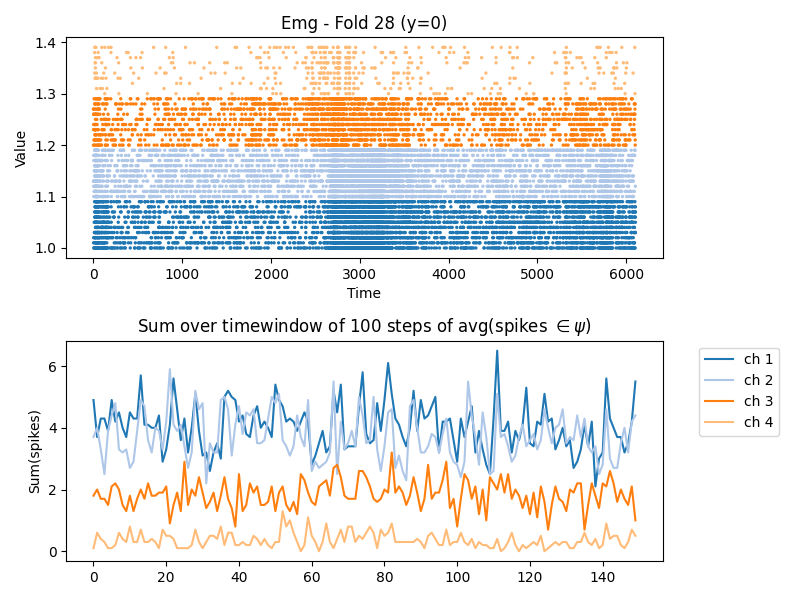 Emg - Fold 28 (y=0)
Value
1.4
1.3
1.2
1.1
1.0
0 1000 2000 3000 4000 5000 6000
Time
Sum over timewindow of 100 steps of avg(spikes ∈ ψ)
Sum(spikes)
6
4
2
0
0 20 40 60 80 100 120 140
ch 1
ch 2
ch 3
ch 4